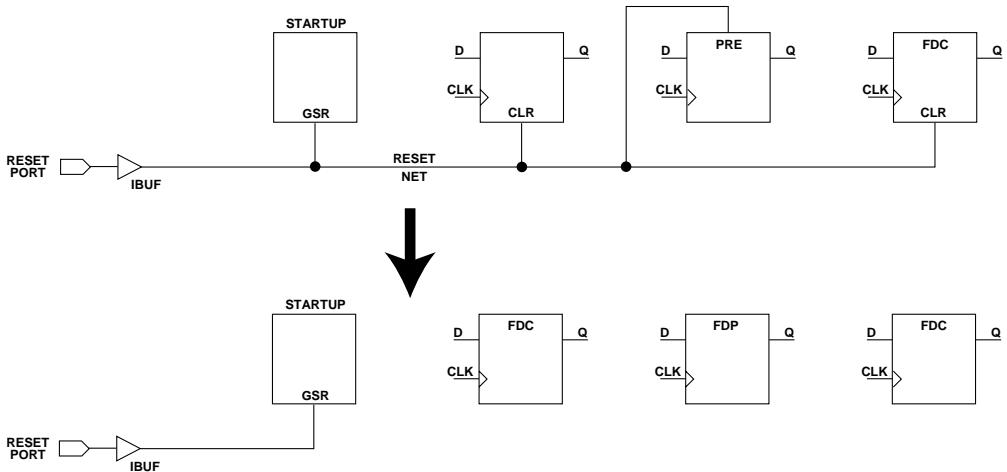 STARTUP
D
Q
PRE
D
Q
FDC
D
Q
CLK
CLK
CLK
GSR
CLR
CLR
RESET
PORT
IBUF
RESET
NET
STARTUP
FDC
D
Q
FDP
D
Q
FDC
D
Q
CLK
CLK
CLK
GSR
RESET
PORT
IBUF